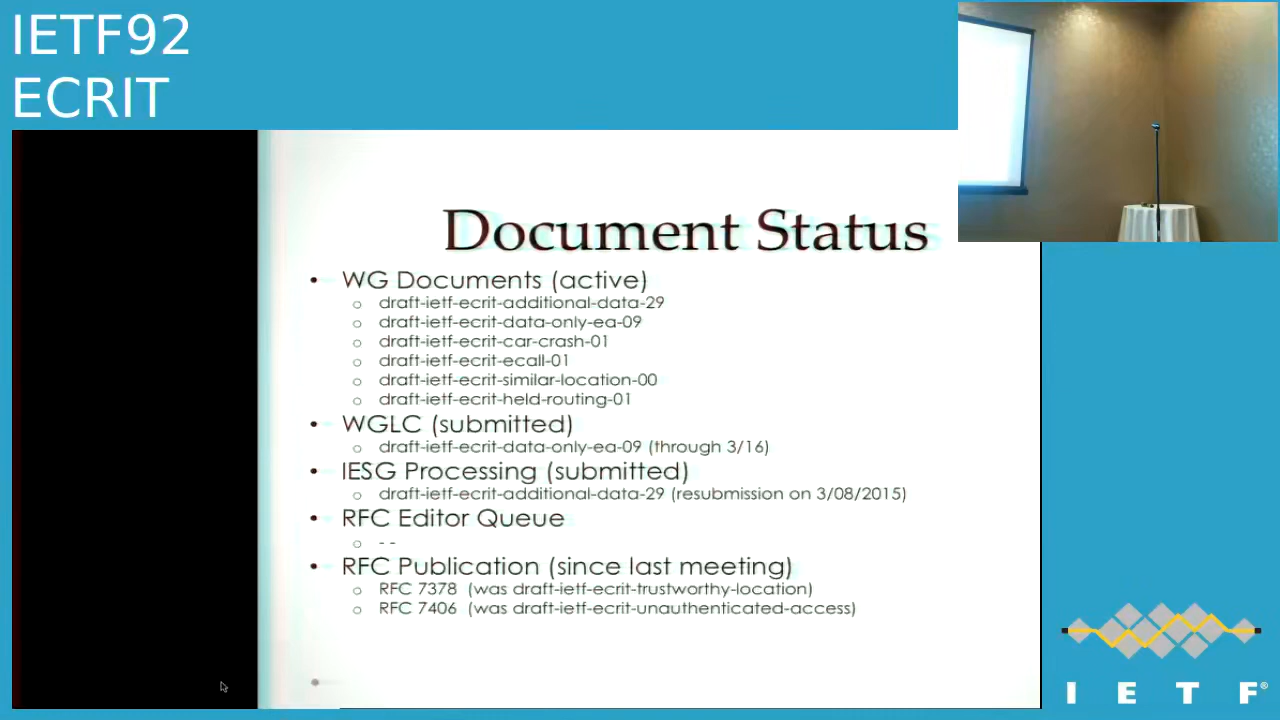 IETF92
ECRIT
Document Status
• WG Documents (active)
o draft-ietf-ecrit-additional-data-29
o draft-ietf-ecrit-data-only-ea-09
o draft-ietf-ecrit-car-crash-01
o draft-ietf-ecrit-ecall-01
o draft-ietf-ecrit-similar-location-00
o draft-ietf-ecrit-held-routing-01
• WGLC (submitted)
o draft-ietf-ecrit-data-only-ea-09 (through 3/16)
• IESG Processing (submitted)
o draft-ietf-ecrit-additional-data-29 (resubmission on 3/08/2015)
• RFC Editor Queue
o - -
• RFC Publication (since last meeting)
o RFC 7378 (was draft-ietf-ecrit-trustworthy-location)
o RFC 7406 (was draft-ietf-ecrit-unauthenticated-access)
I E T F®